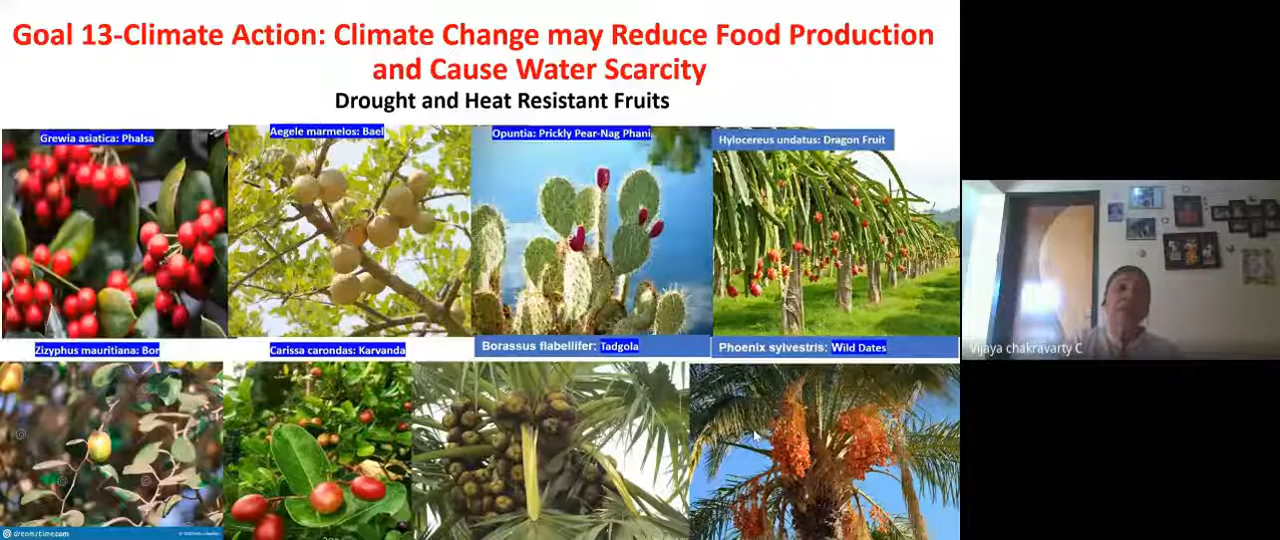 Goal 13-Climate Action: Climate Change may Reduce Food Production
and Cause Water Scarcity
Drought and Heat Resistant Fruits
Grewia asiatica: Phalsa
Aegele marmelos: Bael
Opuntia: Prickly Pear-Nag Phani
Hylocereus undatus: Dragon Fruit
Zizyphus mauritiana: Bor
Carissa carondas: Karvanda
Borassus flabellifer: Tadgola
Phoenix sylvestris: Wild Dates
Vijaya chakravarty C
dreamstime.com